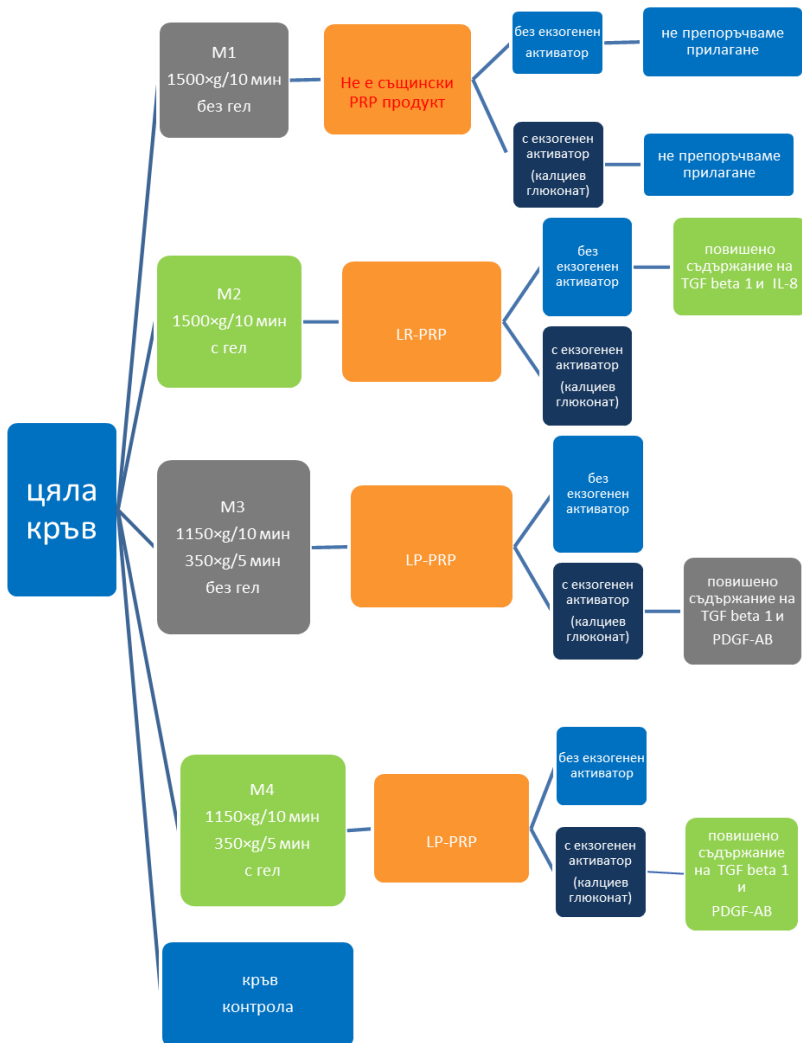 цяла
кръв
M1
1500×g/10 мин
без гел
Не е същински
PRP продукт
без екзогенен
активатор
не препоръчваме
прилагане
с екзогенен
активатор
(калциев
глюконат)
не препоръчваме
прилагане
M2
1500×g/10 мин
с гел
LR-PRP
без
екзогенен
активатор
повишено
съдържание на
TGF beta 1 и IL-8
с екзогенен
активатор
(калциев
глюконат)
M3
1150×g/10 мин
350×g/5 мин
без гел
LP-PRP
без
екзогенен
активатор
с екзогенен
активатор
(калциев
глюконат)
повишено
съдържание на
TGF beta 1 и
PDGF-AB
M4
1150×g/10 мин
350×g/5 мин
с гел
LP-PRP
без екзогенен
активатор
с екзогенен
активатор
(калциев
глюконат)
повишено
съдържание
на TGF beta 1
и
PDGF-AB
кръв
контрола